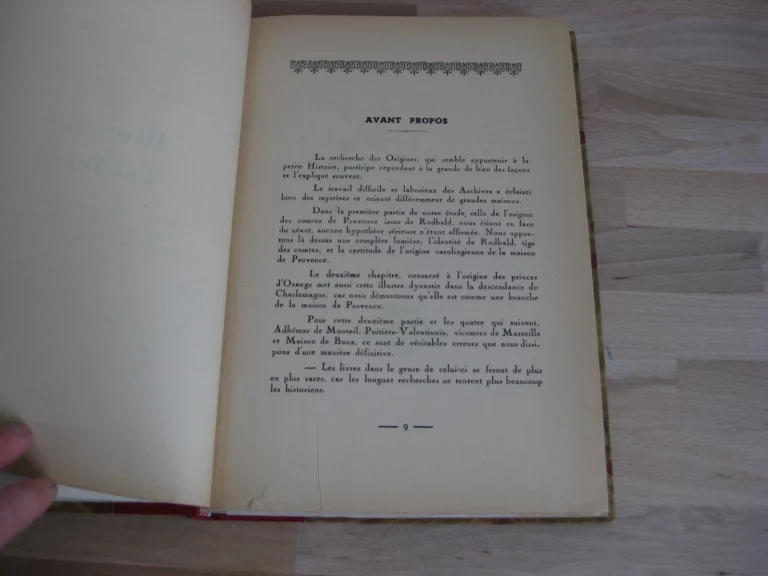 AVANT PROPOS
La recherche des Origines, qui semble appartenir à la
petite Histoire, participe cependant à la grande de bien des façons
et l'explique souvent.
Le travail difficile et laborieux des Archives a éclairci
bien des mystères et orienté différemment de grandes maisons.
Dans la première partie de notre étude, celle de l'origine
des comtes de Provence issus de Rodbald, nous étions en face
du néant, aucune hypothèse sérieuse n'étant affirmée. Nous appor-
tons là dessus une complète lumière, l'identité de Rodbald, tige
des comtes, et la certitude de l'origine carolingienne de la maison
de Provence.
Le deuxième chapitre, consacré à l'origine des princes
d'Orange met aussi cette illustre dynastie dans la descendance de
Charlemagne, car nous démontrons qu'elle est comme une branche
de la maison de Provence.
Pour cette deuxième partie et les quatre qui suivent,
Adhémar de Monteil, Poitiers-Valentinois, vicomtes de Marseille
et Maison de Baux, ce sont de véritables erreurs que nous dissi-
pons d'une manière définitive.
— Les livres dans le genre de celui-ci se feront de plus
en plus rares, car les longues recherches ne tentent plus beaucoup
les historiens.
— 9 —